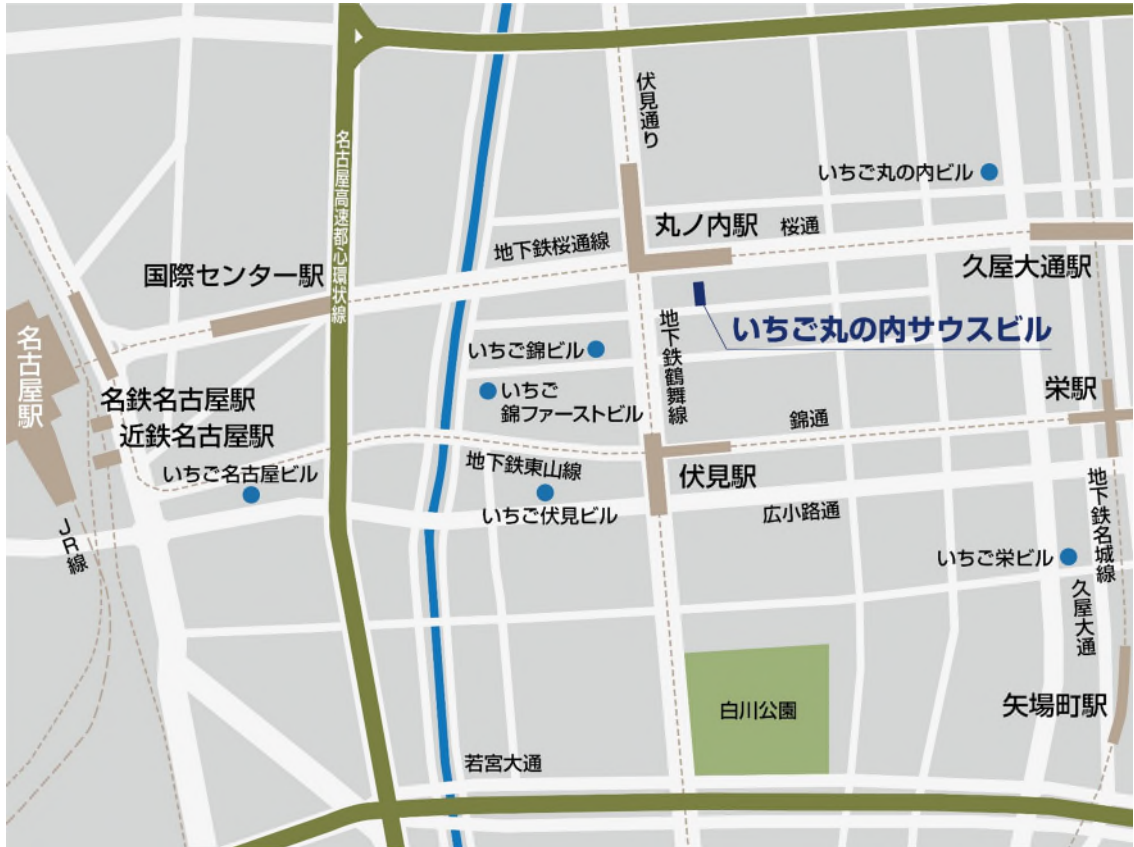 伏見通り
名古屋高速都心環状線
いちご丸の内ビル
丸ノ内駅
桜通
地下鉄桜通線
久屋大通駅
国際センター駅
名古屋駅
地下鉄鶴舞線
いちご丸の内サウスビル
いちご錦ビル
いちご
錦ファーストビル
栄駅
名鉄名古屋駅
近鉄名古屋駅
錦通
いちご名古屋ビル
地下鉄東山線
伏見駅
いちご伏見ビル
広小路通
地下鉄名城線
JR線
いちご栄ビル
久屋大通
白川公園
矢場町駅
若宮大通